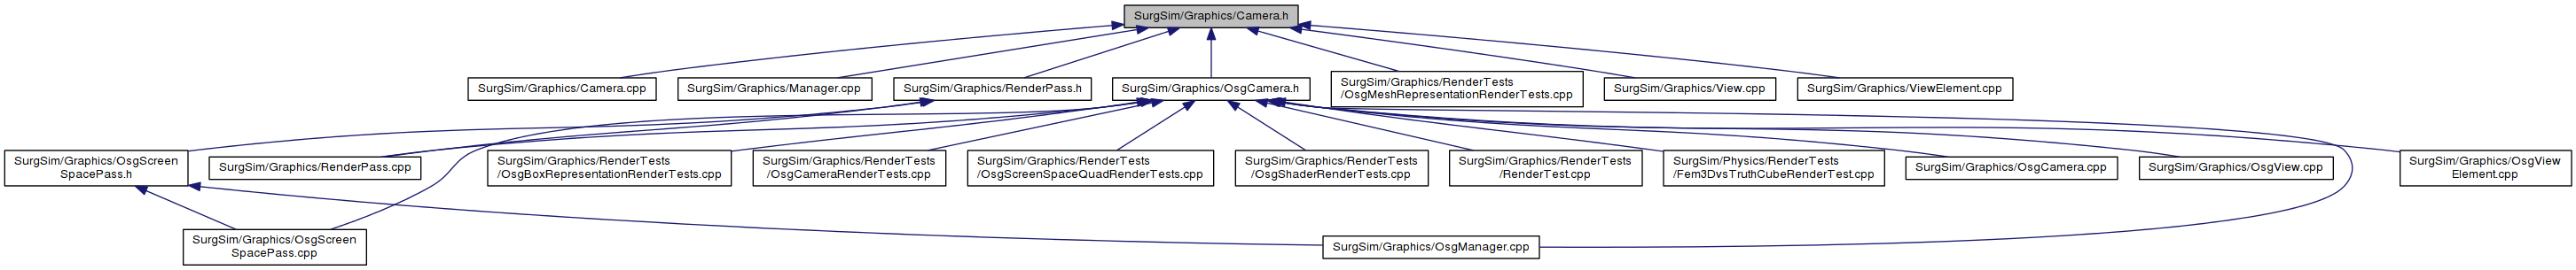 SurgSim/Graphics/Camera.h
SurgSim/Graphics/Camera.cpp
SurgSim/Graphics/Manager.cpp
SurgSim/Graphics/RenderPass.h
SurgSim/Graphics/OsgCamera.h
SurgSim/Graphics/RenderTests
/OsgMeshRepresentationRenderTests.cpp
SurgSim/Graphics/View.cpp
SurgSim/Graphics/ViewElement.cpp
SurgSim/Graphics/OsgScreen
SpacePass.h
SurgSim/Graphics/RenderPass.cpp
SurgSim/Graphics/RenderTests
/OsgBoxRepresentationRenderTests.cpp
SurgSim/Graphics/RenderTests
/OsgCameraRenderTests.cpp
SurgSim/Graphics/RenderTests
/OsgScreenSpaceQuadRenderTests.cpp
SurgSim/Graphics/RenderTests
/OsgShaderRenderTests.cpp
SurgSim/Graphics/RenderTests
/RenderTest.cpp
SurgSim/Physics/RenderTests
/Fem3DvsTruthCubeRenderTest.cpp
SurgSim/Graphics/OsgCamera.cpp
SurgSim/Graphics/OsgView.cpp
SurgSim/Graphics/OsgView
Element.cpp
SurgSim/Graphics/OsgScreen
SpacePass.cpp
SurgSim/Graphics/OsgManager.cpp